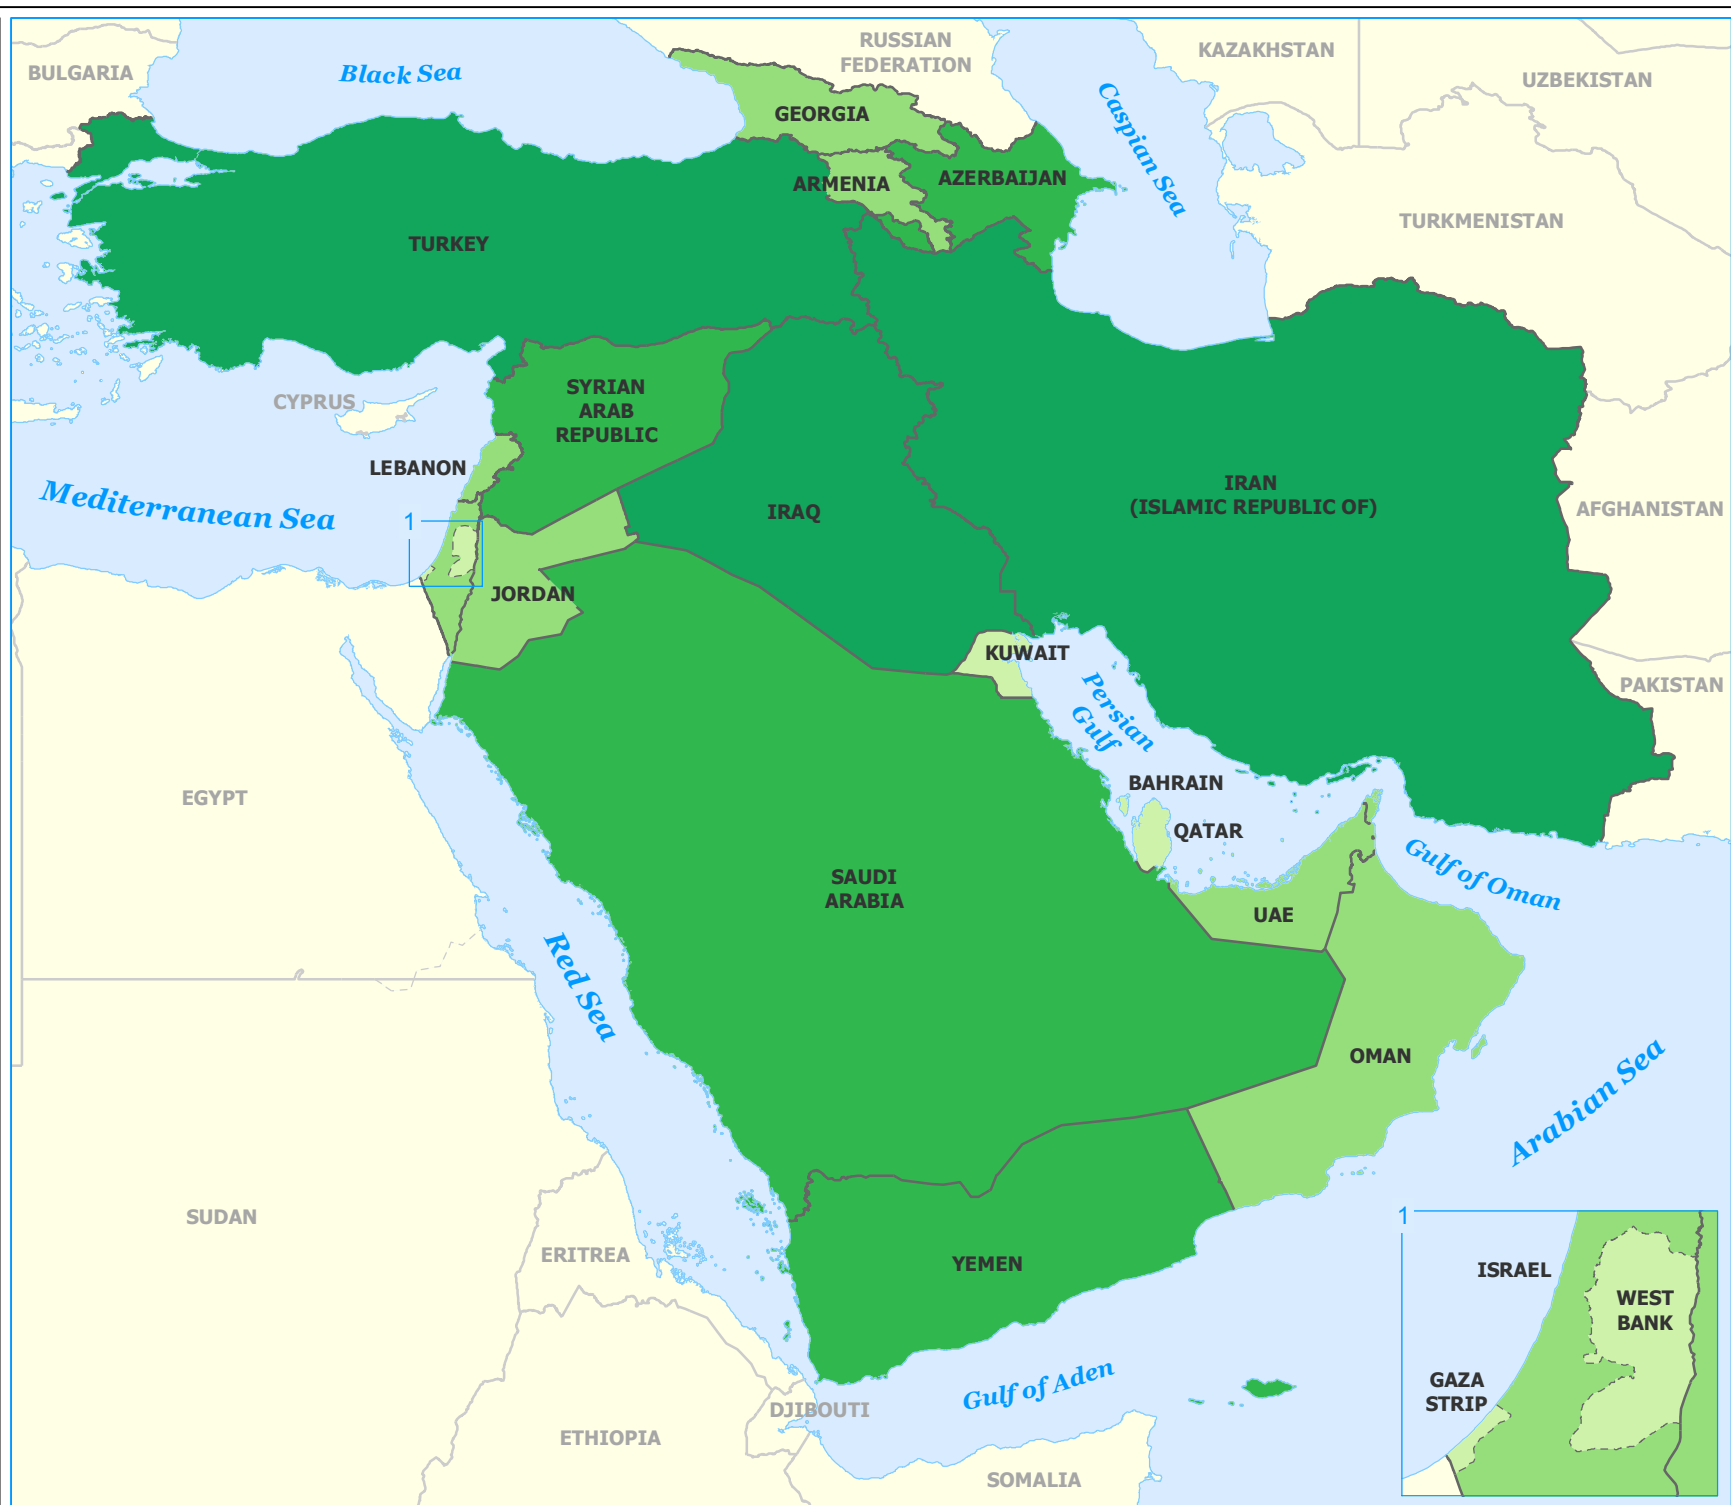 RUSSIAN
FEDERATION
KAZAKHSTAN
BULGARIA
Black Sea
UZBEKISTAN
Caspian Sea
GEORGIA
ARMENIA
AZERBAIJAN
TURKMENISTAN
TURKEY
SYRIAN
ARAB
REPUBLIC
CYPRUS
LEBANON
Mediterranean Sea
1
IRAQ
IRAN
(ISLAMIC REPUBLIC OF)
AFGHANISTAN
JORDAN
KUWAIT
Persian
Gulf
PAKISTAN
BAHRAIN
EGYPT
QATAR
Gulf of Oman
SAUDI
ARABIA
UAE
Red Sea
OMAN
Arabian Sea
SUDAN
ERITREA
YEMEN
1
ISRAEL
WEST
BANK
GAZA
STRIP
Gulf of Aden
DJIBOUTI
ETHIOPIA
SOMALIA